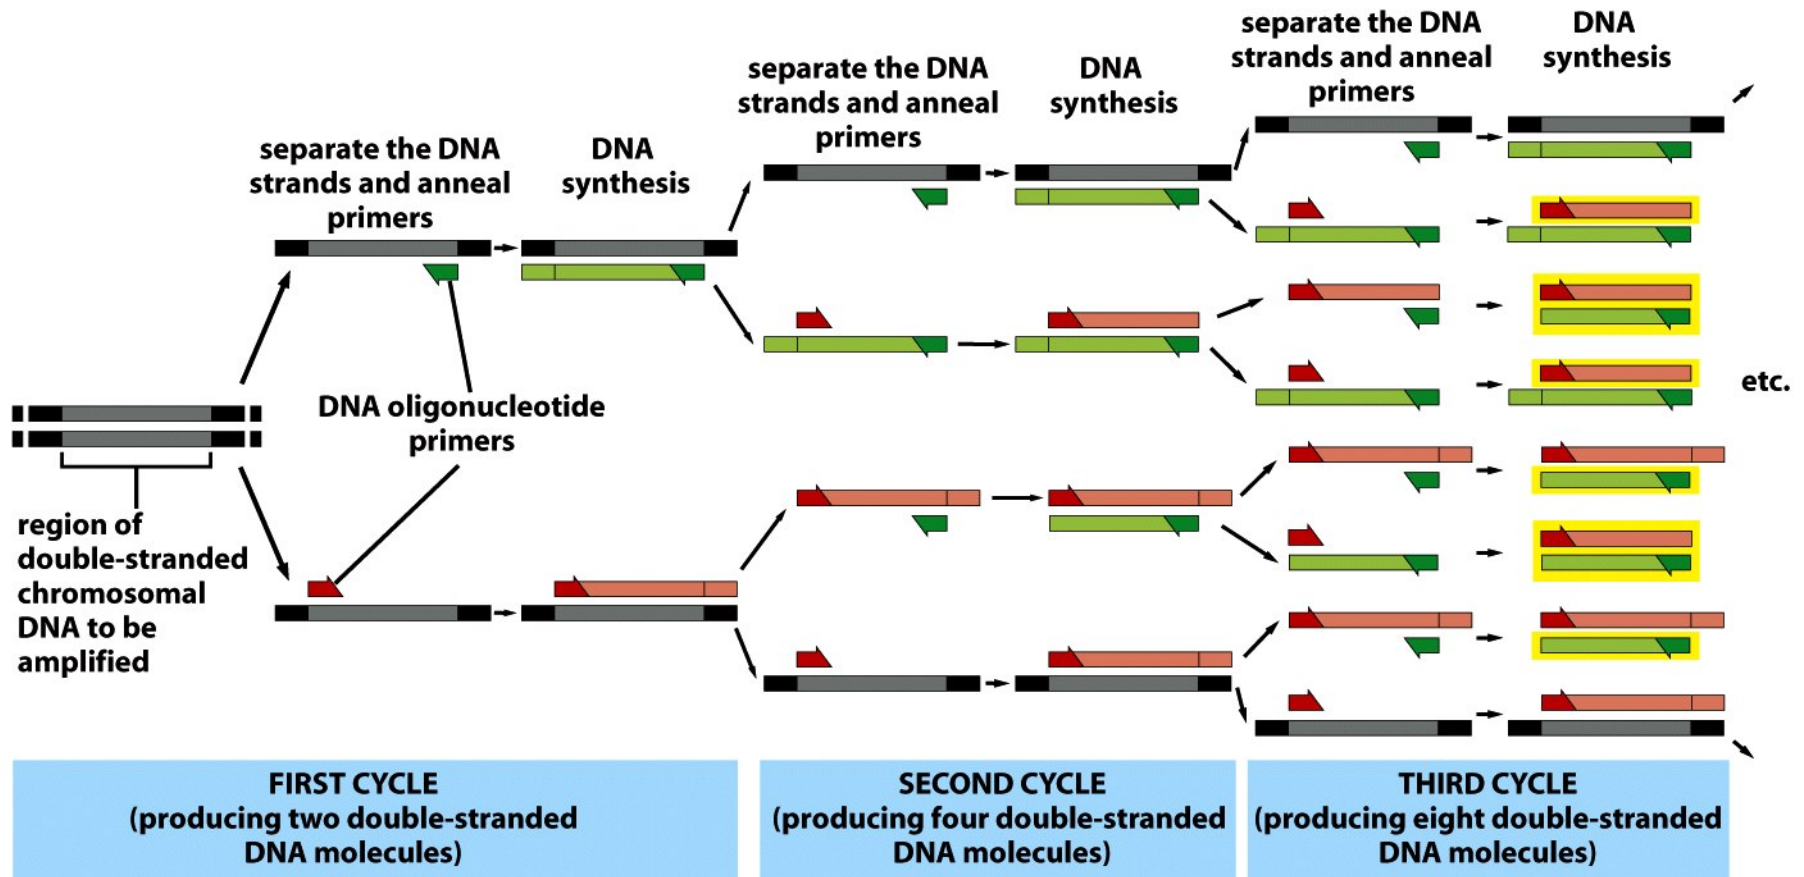 separate the DNA
strands and anneal
primers
DNA
synthesis
separate the DNA
strands and anneal
primers
DNA
synthesis
separate the DNA
strands and anneal
primers
DNA
synthesis
DNA oligonucleotide
primers
etc.
region of
double-stranded
chromosomal
DNA to be
amplified
FIRST CYCLE
(producing two double-stranded
DNA molecules)
SECOND CYCLE
(producing four double-stranded
DNA molecules)
THIRD CYCLE
(producing eight double-stranded
DNA molecules)